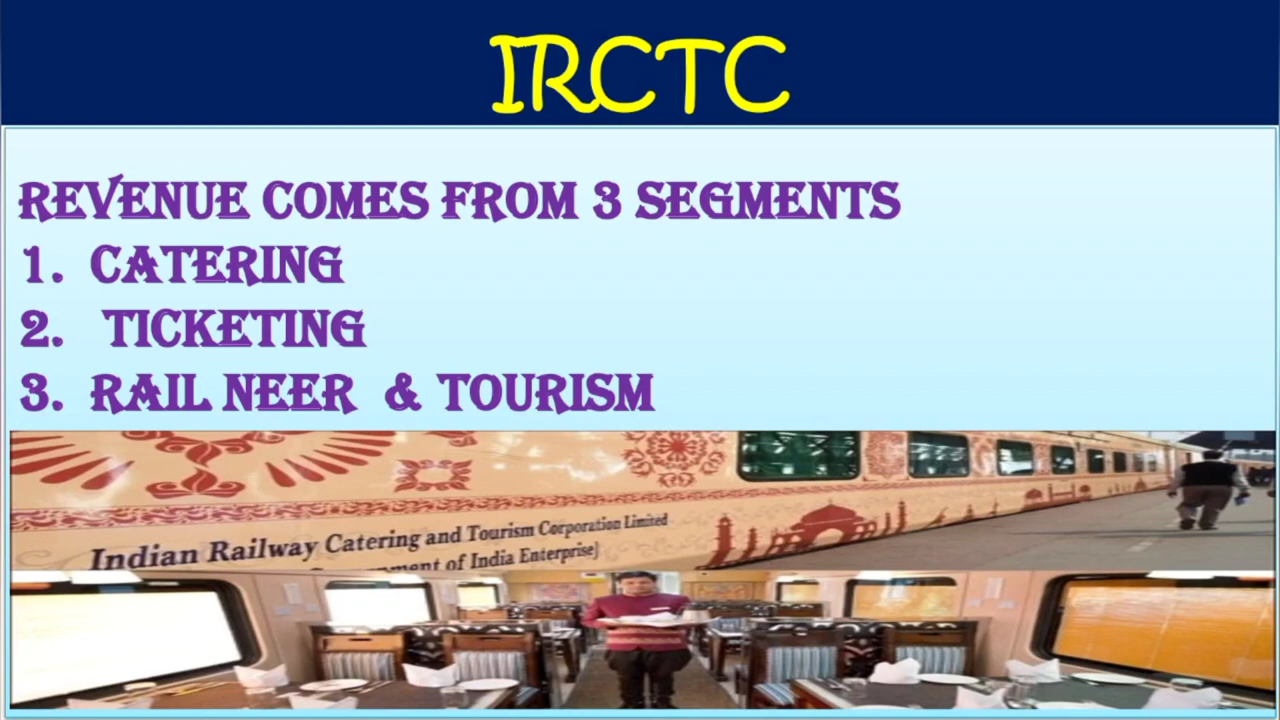 IRCTC
REVENUE COMES FROM 3 SEGMENTS
1. CATERING
2. TICKETING
3. RAIL NEER & TOURISM
Indian Railway Catering and Tourism Corporation Limited
of India Enterprise)